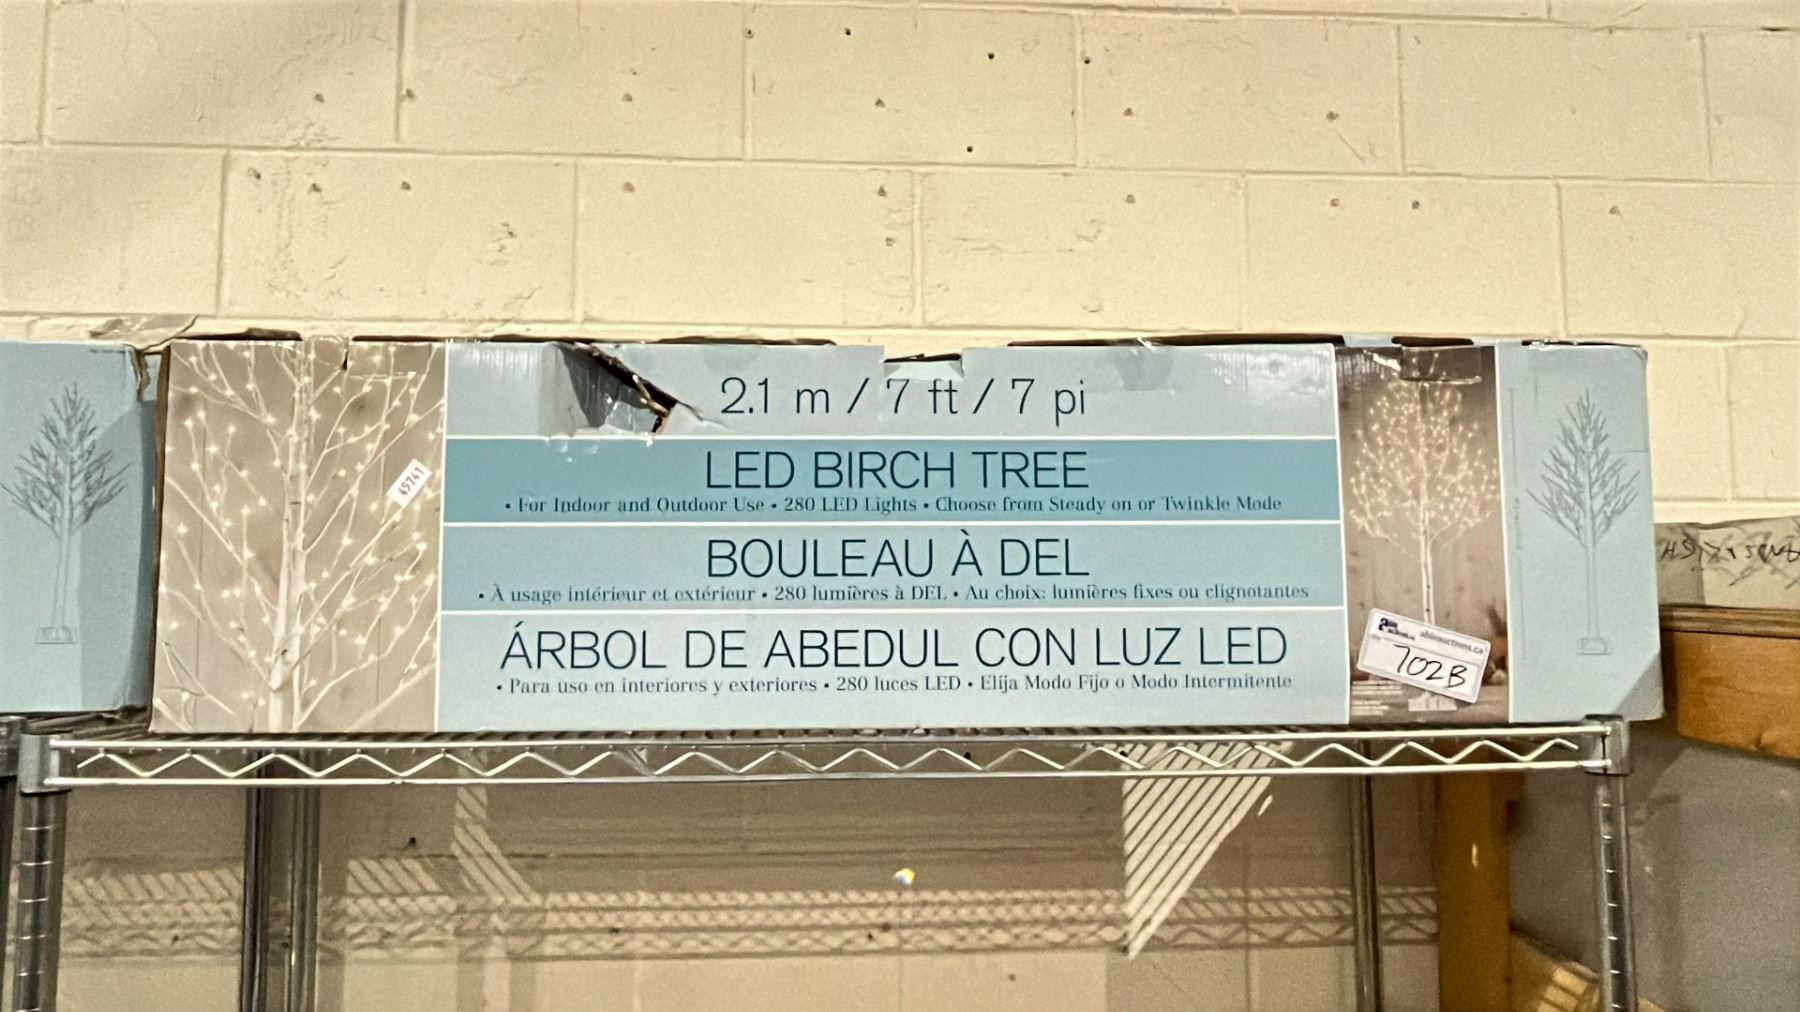 2.1 m / 7 ft / 7 pi
LED BIRCH TREE
• For Indoor and Outdoor Use • 280 LED Lights • Choose from Steady on or Twinkle Mode
BOULEAU À DEL
• À usage intérieur et extérieur • 280 lumières à DEL • Au choix: lumières fixes ou clignotantes
ÁRBOL DE ABEDUL CON LUZ LED
• Para uso en interiores y exteriores • 280 luces LED • Elija Modo Fijo o Modo Intermitente
45741
ableauctions.ca
702B